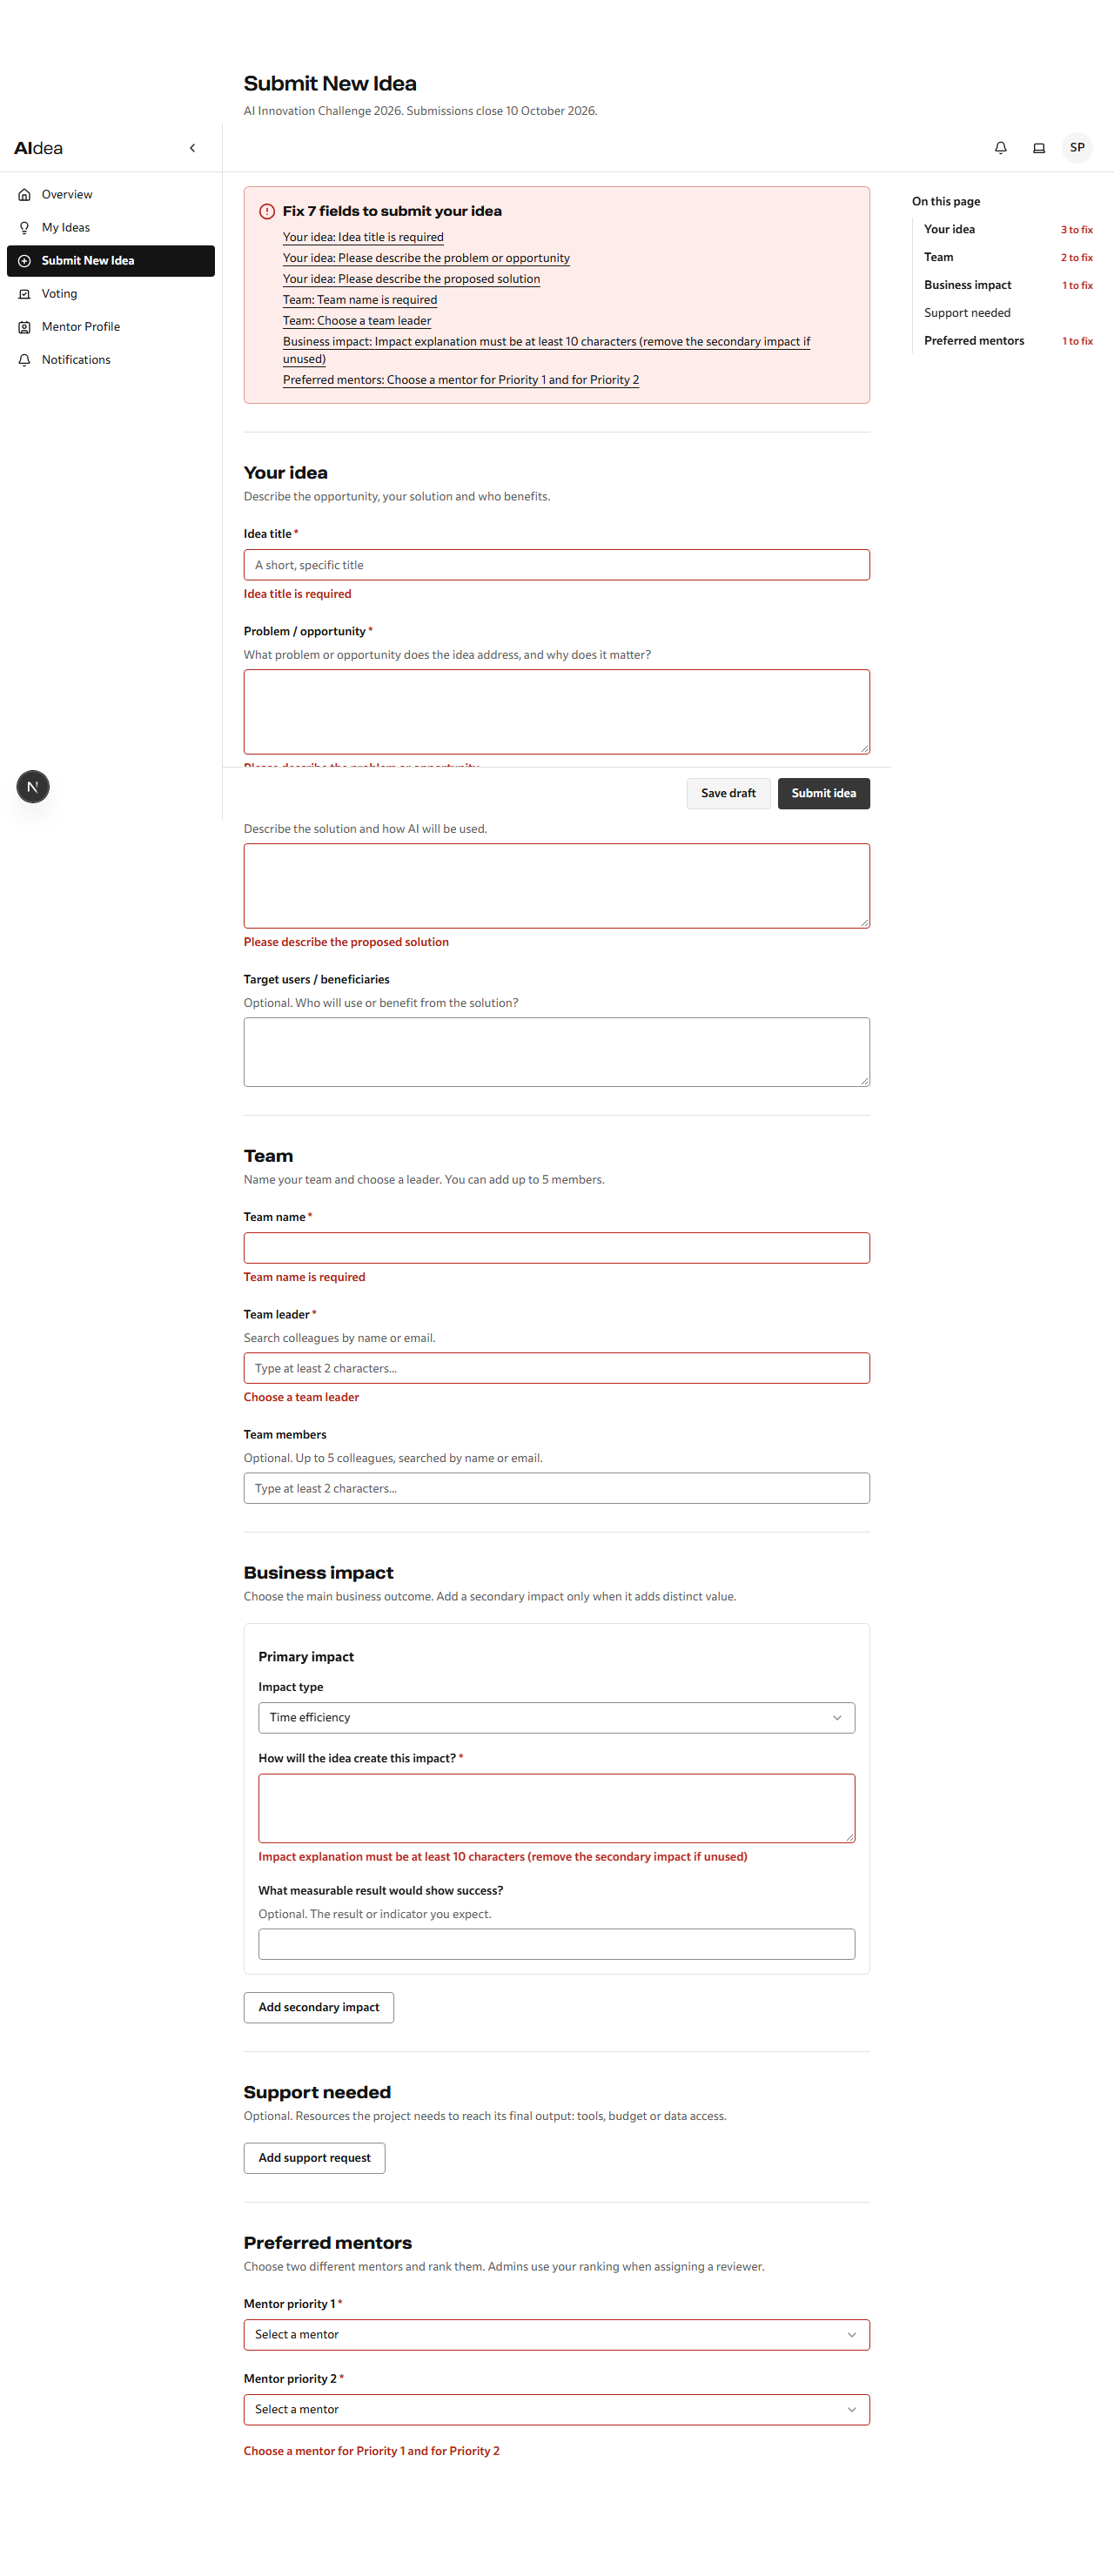 Submit New Idea
AI Innovation Challenge 2026. Submissions close 10 October 2026.
AIdea
SP
Overview
My Ideas
Submit New Idea
Voting
Mentor Profile
Notifications
Fix 7 fields to submit your idea
Your idea: Idea title is required
Your idea: Please describe the problem or opportunity
Your idea: Please describe the proposed solution
Team: Team name is required
Team: Choose a team leader
Business impact: Impact explanation must be at least 10 characters (remove the secondary impact if
unused)
Preferred mentors: Choose a mentor for Priority 1 and for Priority 2
On this page
Your idea 3 to fix
Team 2 to fix
Business impact 1 to fix
Support needed
Preferred mentors 1 to fix
Your idea
Describe the opportunity, your solution and who benefits.
Idea title *
A short, specific title
Idea title is required
Problem / opportunity *
What problem or opportunity does the idea address, and why does it matter?
Please describe the problem or opportunity
N
Save draft
Submit idea
Describe the solution and how AI will be used.
Please describe the proposed solution
Target users / beneficiaries
Optional. Who will use or benefit from the solution?
Team
Name your team and choose a leader. You can add up to 5 members.
Team name *
Team name is required
Team leader *
Search colleagues by name or email.
Type at least 2 characters...
Choose a team leader
Team members
Optional. Up to 5 colleagues, searched by name or email.
Type at least 2 characters...
Business impact
Choose the main business outcome. Add a secondary impact only when it adds distinct value.
Primary impact
Impact type
Time efficiency
How will the idea create this impact? *
Impact explanation must be at least 10 characters (remove the secondary impact if unused)
What measurable result would show success?
Optional. The result or indicator you expect.
Add secondary impact
Support needed
Optional. Resources the project needs to reach its final output: tools, budget or data access.
Add support request
Preferred mentors
Choose two different mentors and rank them. Admins use your ranking when assigning a reviewer.
Mentor priority 1 *
Select a mentor
Mentor priority 2 *
Select a mentor
Choose a mentor for Priority 1 and for Priority 2